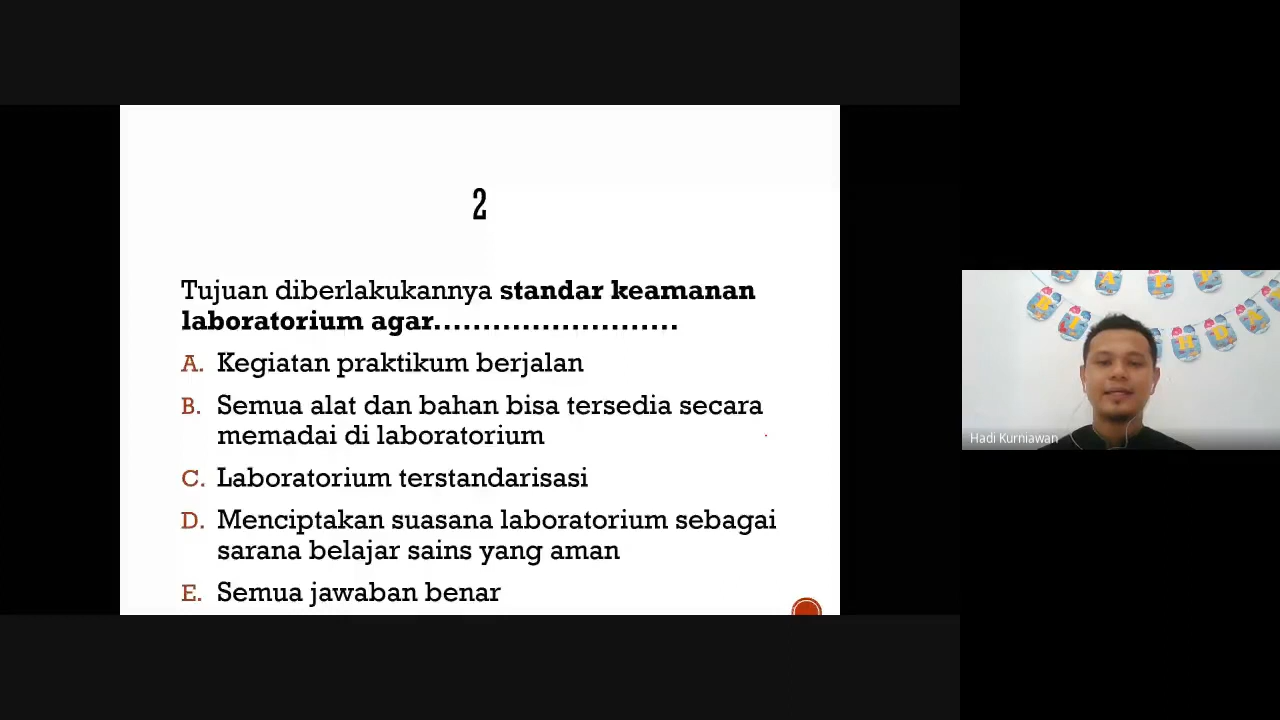 2
Tujuan diberlakukannya standar keamanan
laboratorium agar.........................
A. Kegiatan praktikum berjalan
B. Semua alat dan bahan bisa tersedia secara
memadai di laboratorium
C. Laboratorium terstandarisasi
D. Menciptakan suasana laboratorium sebagai
sarana belajar sains yang aman
E. Semua jawaban benar
Hadi Kurniawan